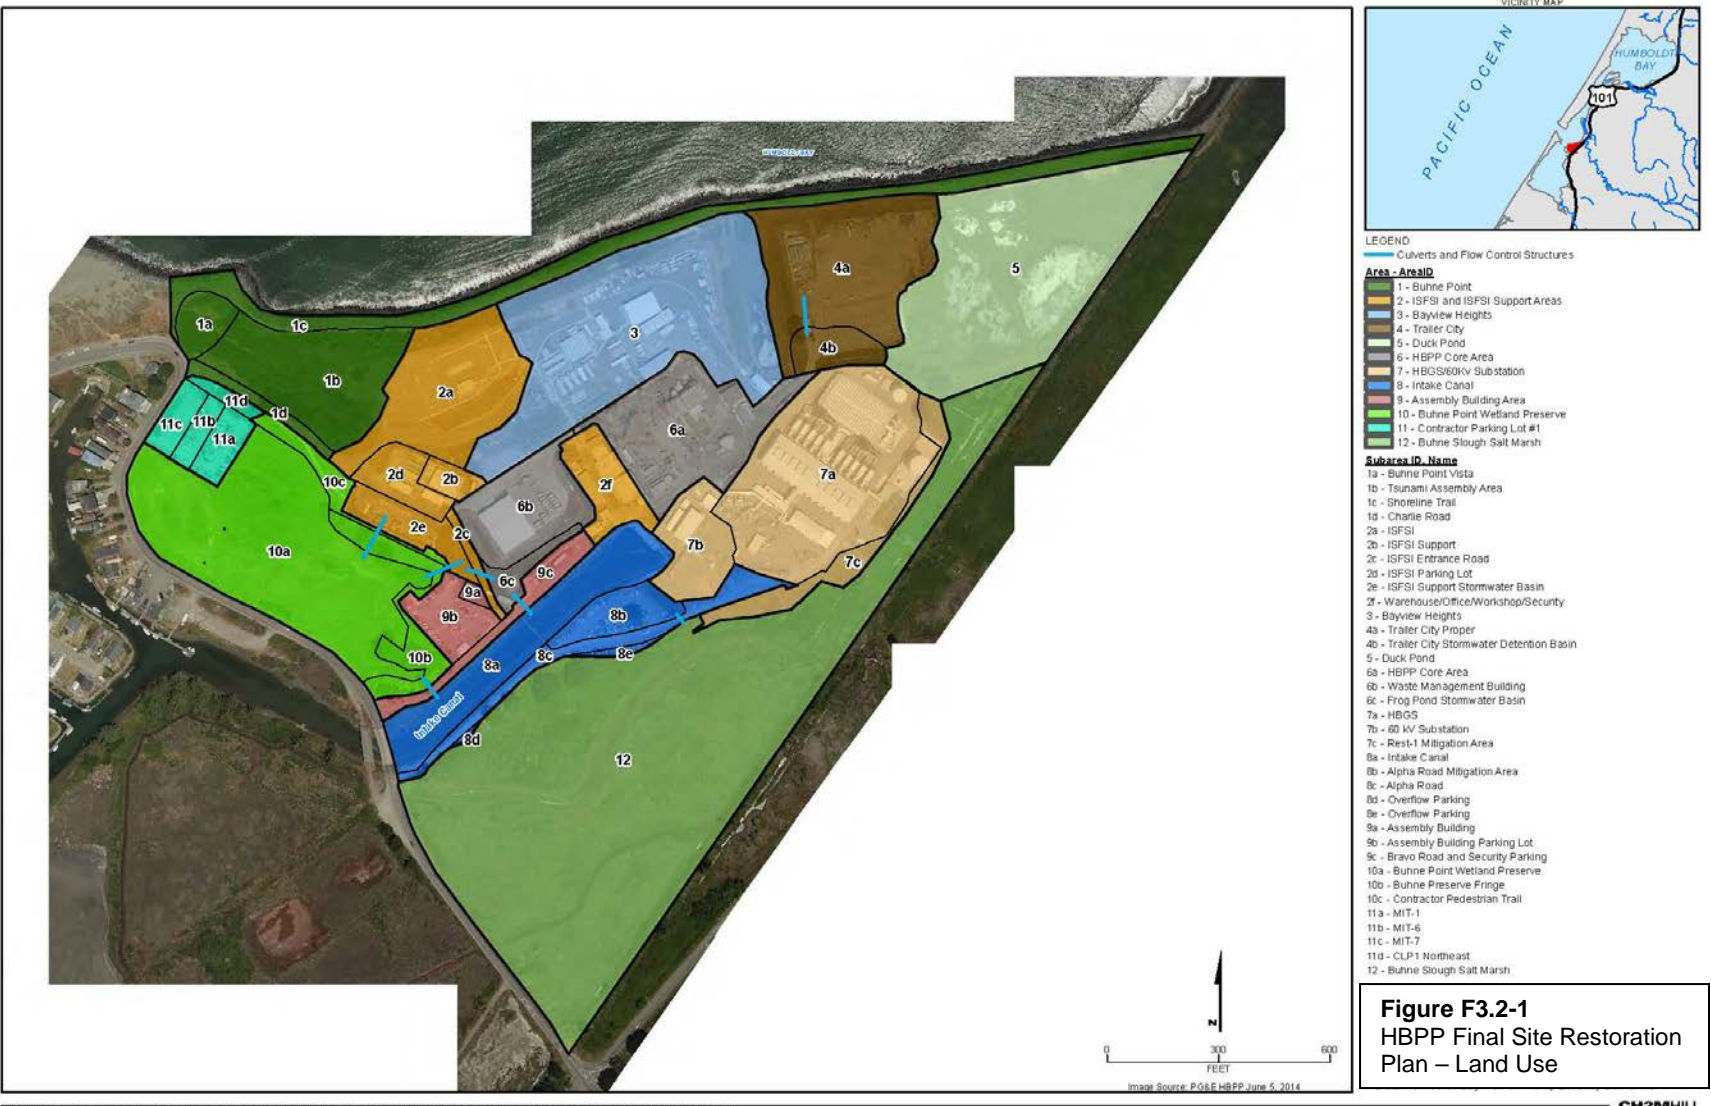 VICINITY MAP
PACIFIC OCEAN
HUMBOLDT
BAY
101
HUMBOLDT BAY
1a
1c
1b
1d
2a
3
4a
4b
5
11d
11c
11b
11a
10c
2d
2b
2e
2c
2f
6a
6b
6c
7a
7b
7c
10a
10b
9a
9b
9c
8a
8b
8c
8d
8e
Intake Canal
12
LEGEND
Culverts and Flow Control Structures
Area - AreaID
1 - Buhne Point
2 - ISFSI and ISFSI Support Areas
3 - Bayview Heights
4 - Trailer City
5 - Duck Pond
6 - HBPP Core Area
7 - HBGS/60Kv Substation
8 - Intake Canal
9 - Assembly Building Area
10 - Buhne Point Wetland Preserve
11 - Contractor Parking Lot #1
12 - Buhne Slough Salt Marsh
Subarea ID, Name
1a - Buhne Point Vista
1b - Tsunami Assembly Area
1c - Shoreline Trail
1d - Charlie Road
2a - ISFSI
2b - ISFSI Support
2c - ISFSI Entrance Road
2d - ISFSI Parking Lot
2e - ISFSI Support Stormwater Basin
2f - Warehouse/Office/Workshop/Security
3 - Bayview Heights
4a - Trailer City Proper
4b - Trailer City Stormwater Detention Basin
5 - Duck Pond
6a - HBPP Core Area
6b - Waste Management Building
6c - Frog Pond Stormwater Basin
7a - HBGS
7b - 60 kV Substation
7c - Rest-1 Mitigation Area
8a - Intake Canal
8b - Alpha Road Mitigation Area
8c - Alpha Road
8d - Overflow Parking
8e - Overflow Parking
9a - Assembly Building
9b - Assembly Building Parking Lot
9c - Bravo Road and Security Parking
10a - Buhne Point Wetland Preserve
10b - Buhne Preserve Fringe
10c - Contractor Pedestrian Trail
11a - MIT-1
11b - MIT-6
11c - MIT-7
11d - CLP1 Northeast
12 - Buhne Slough Salt Marsh
N
0 300 600
FEET
Image Source: PG&E HBPP June 5, 2014
Figure F3.2-1
HBPP Final Site Restoration
Plan – Land Use
CH2MHILL